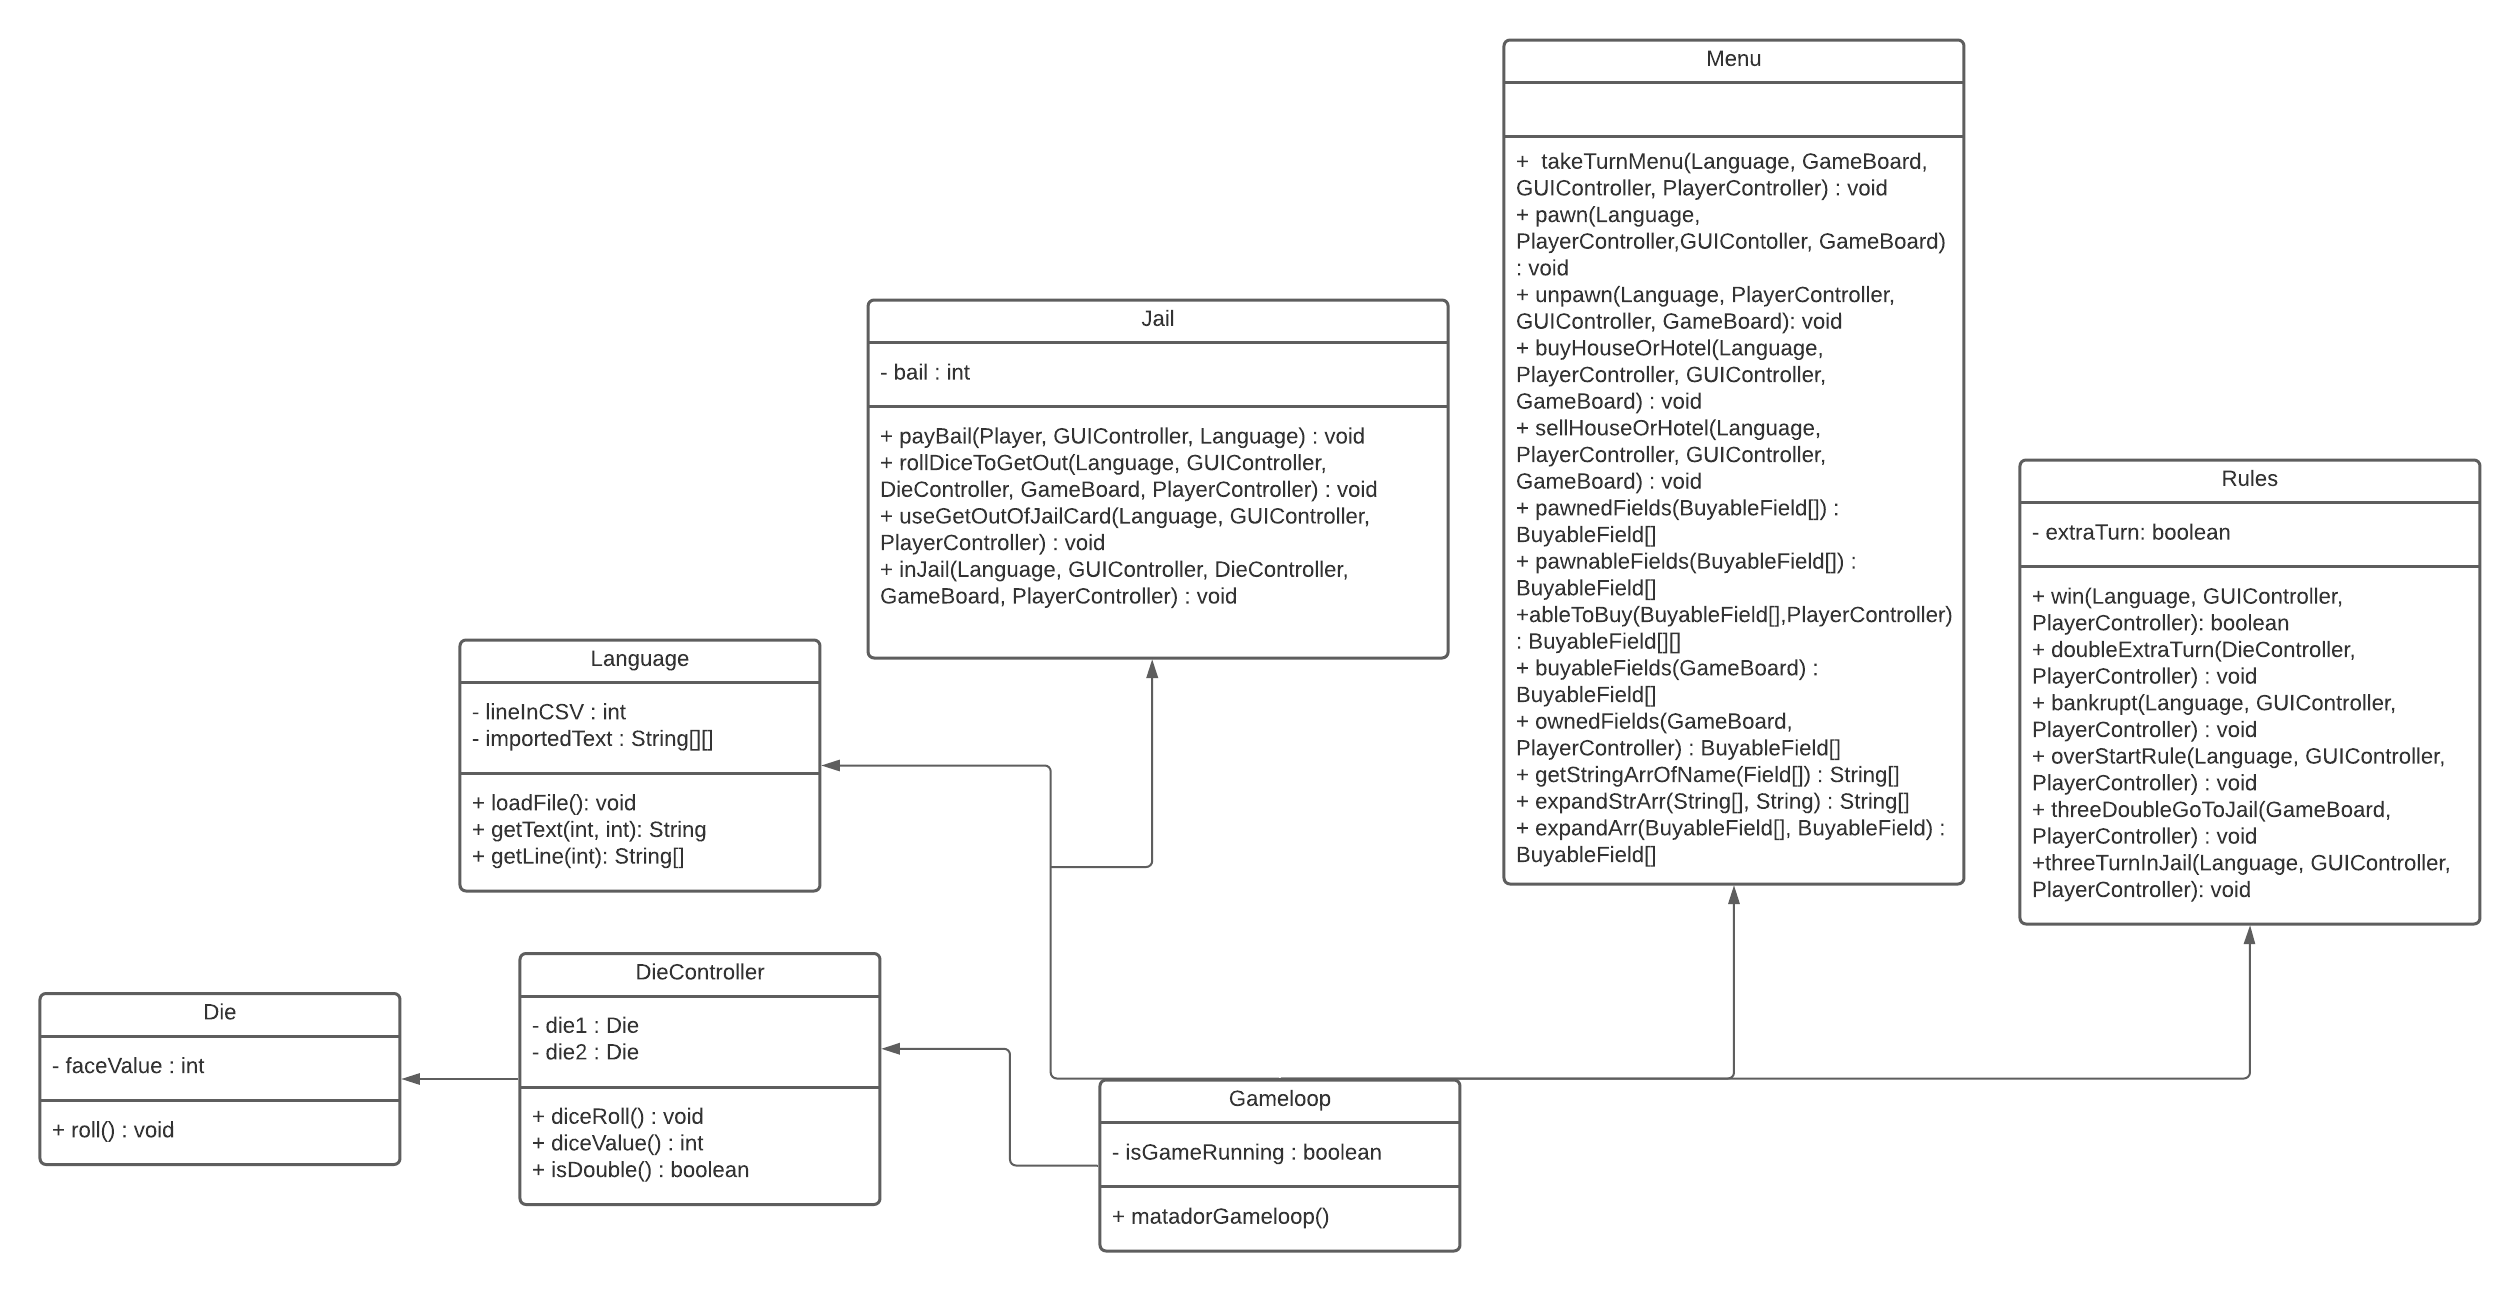 Menu
+  takeTurnMenu(Language, GameBoard,
GUIController, PlayerController) : void
+ pawn(Language,
PlayerController,GUIContoller, GameBoard)
: void
+ unpawn(Language, PlayerController,
GUIController, GameBoard): void
+ buyHouseOrHotel(Language,
PlayerController, GUIController,
GameBoard) : void
+ sellHouseOrHotel(Language,
PlayerController, GUIController,
GameBoard) : void
+ pawnedFields(BuyableField[]) :
BuyableField[]
+ pawnableFields(BuyableField[]) :
BuyableField[]
+ableToBuy(BuyableField[],PlayerController)
: BuyableField[][]
+ buyableFields(GameBoard) :
BuyableField[]
+ ownedFields(GameBoard,
PlayerController) : BuyableField[]
+ getStringArrOfName(Field[]) : String[]
+ expandStrArr(String[], String) : String[]
+ expandArr(BuyableField[], BuyableField) :
BuyableField[]
Jail
- bail : int
+ payBail(Player, GUIController, Language) : void
+ rollDiceToGetOut(Language, GUIController,
DieController, GameBoard, PlayerController) : void
+ useGetOutOfJailCard(Language, GUIController,
PlayerController) : void
+ inJail(Language, GUIController, DieController,
GameBoard, PlayerController) : void
Rules
- extraTurn: boolean
+ win(Language, GUIController,
PlayerController): boolean
+ doubleExtraTurn(DieController,
PlayerController) : void
+ bankrupt(Language, GUIController,
PlayerController) : void
+ overStartRule(Language, GUIController,
PlayerController) : void
+ threeDoubleGoToJail(GameBoard,
PlayerController) : void
+threeTurnInJail(Language, GUIController,
PlayerController): void
Language
- lineInCSV : int
- importedText : String[][]
+ loadFile(): void
+ getText(int, int): String
+ getLine(int): String[]
DieController
- die1 : Die
- die2 : Die
+ diceRoll() : void
+ diceValue() : int
+ isDouble() : boolean
Die
- faceValue : int
+ roll() : void
Gameloop
- isGameRunning : boolean
+ matadorGameloop()